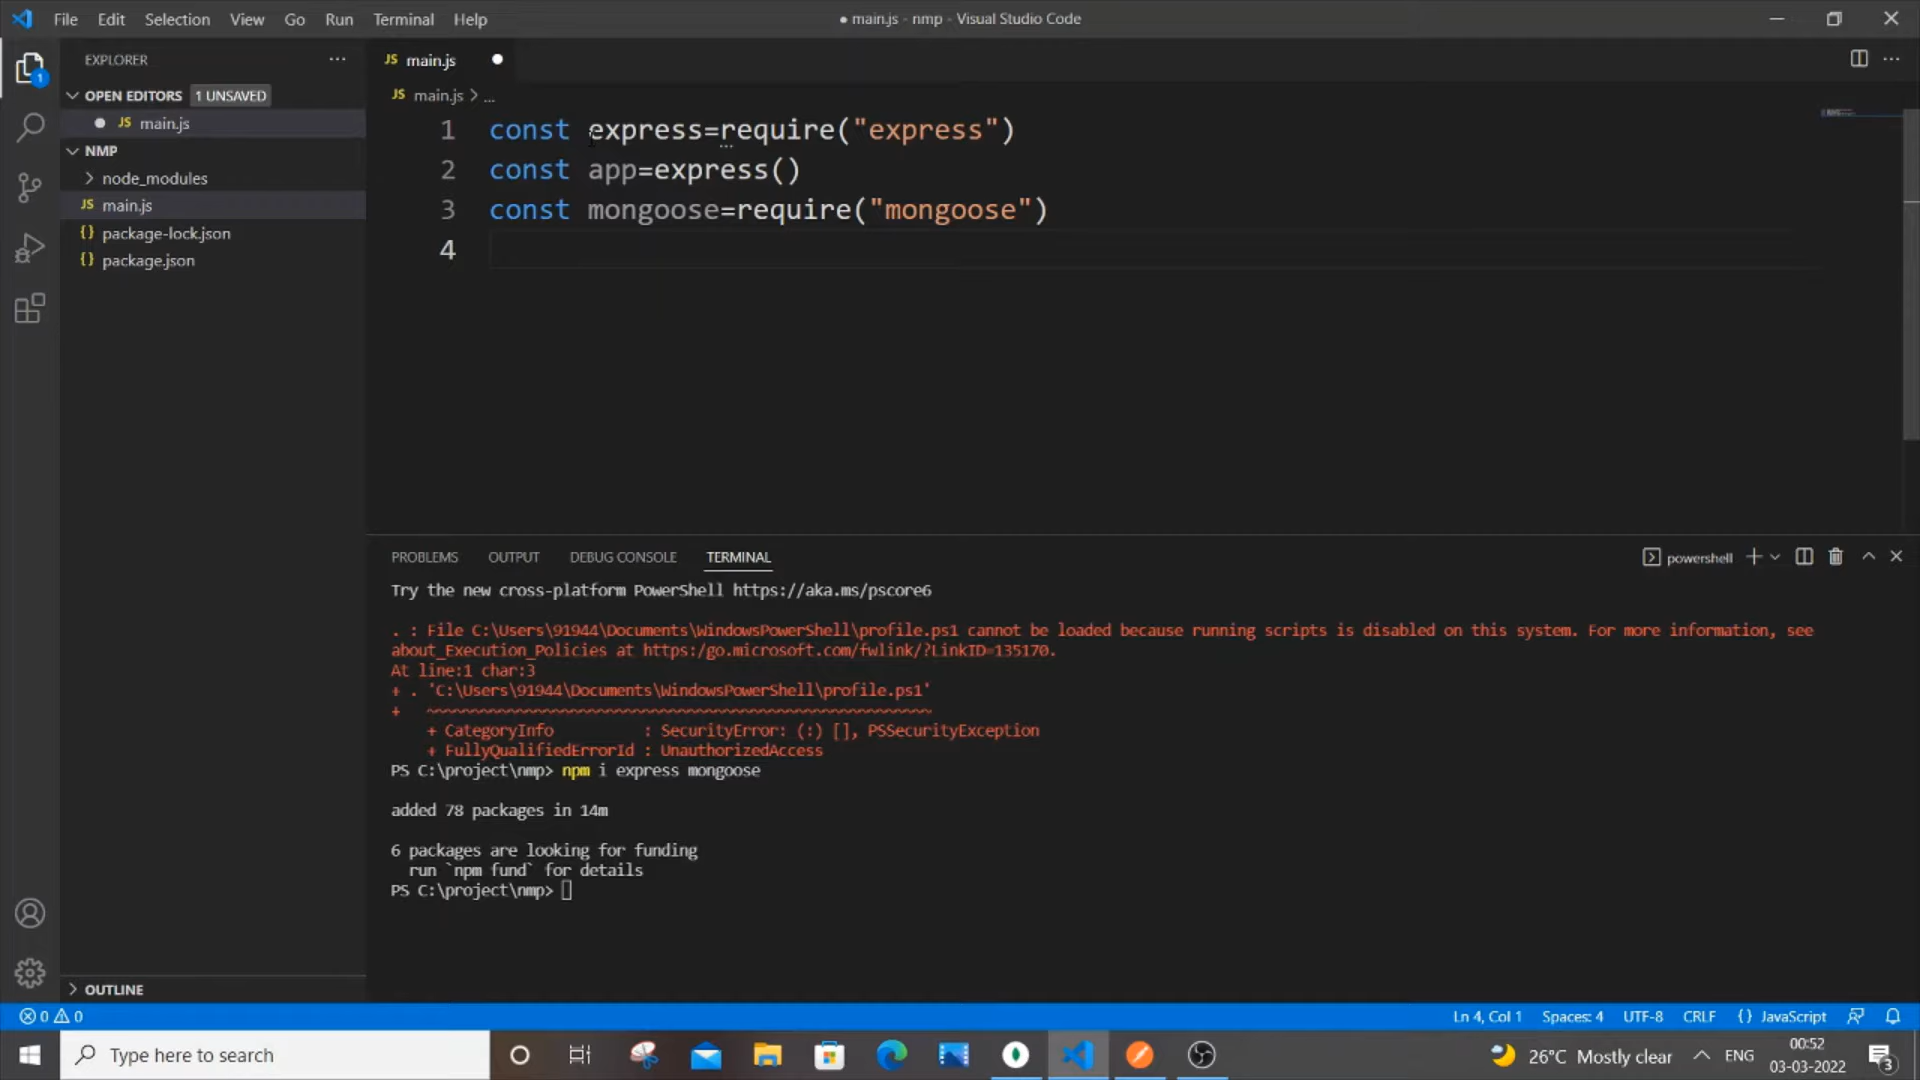 File Edit Selection View Go Run Terminal Help
● main.js - nmp - Visual Studio Code
EXPLORER
OPEN EDITORS 1 UNSAVED
JS main.js
NMP
node_modules
JS main.js
{} package-lock.json
{} package.json
OUTLINE
1
JS main.js
JS main.js > ...
1 const express=require("express")
2 const app=express()
3 const mongoose=require("mongoose")
4
PROBLEMS OUTPUT DEBUG CONSOLE TERMINAL
powershell
Try the new cross-platform PowerShell https://aka.ms/pscore6
. : File C:\Users\91944\Documents\WindowsPowerShell\profile.ps1 cannot be loaded because running scripts is disabled on this system. For more information, see
about_Execution_Policies at https:/go.microsoft.com/fwlink/?LinkID=135170.
At line:1 char:3
+ . 'C:\Users\91944\Documents\WindowsPowerShell\profile.ps1'
+   ~~~~~~~~~~~~~~~~~~~~~~~~~~~~~~~~~~~~~~~~~~~~~~~~~~~~~~~~
+ CategoryInfo          : SecurityError: (:) [], PSSecurityException
+ FullyQualifiedErrorId : UnauthorizedAccess
PS C:\project\nmp> npm i express mongoose
added 78 packages in 14m
6 packages are looking for funding
run `npm fund` for details
PS C:\project\nmp>
0 0
Ln 4, Col 1 Spaces: 4 UTF-8 CRLF {} JavaScript
Type here to search
26°C Mostly clear
ENG
00:52
03-03-2022
3